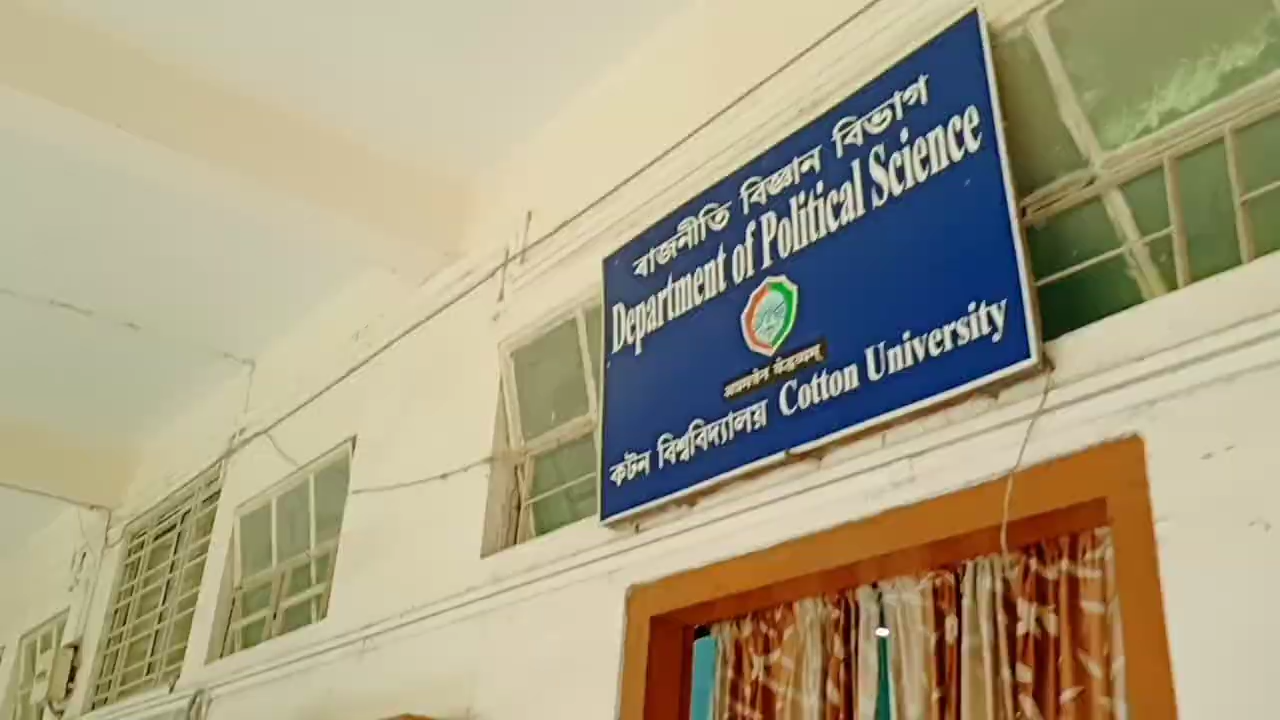 ৰাজনীতি বিজ্ঞান বিভাগ
Department of Political Science
কটন বিশ্ববিদ্যালয় Cotton University